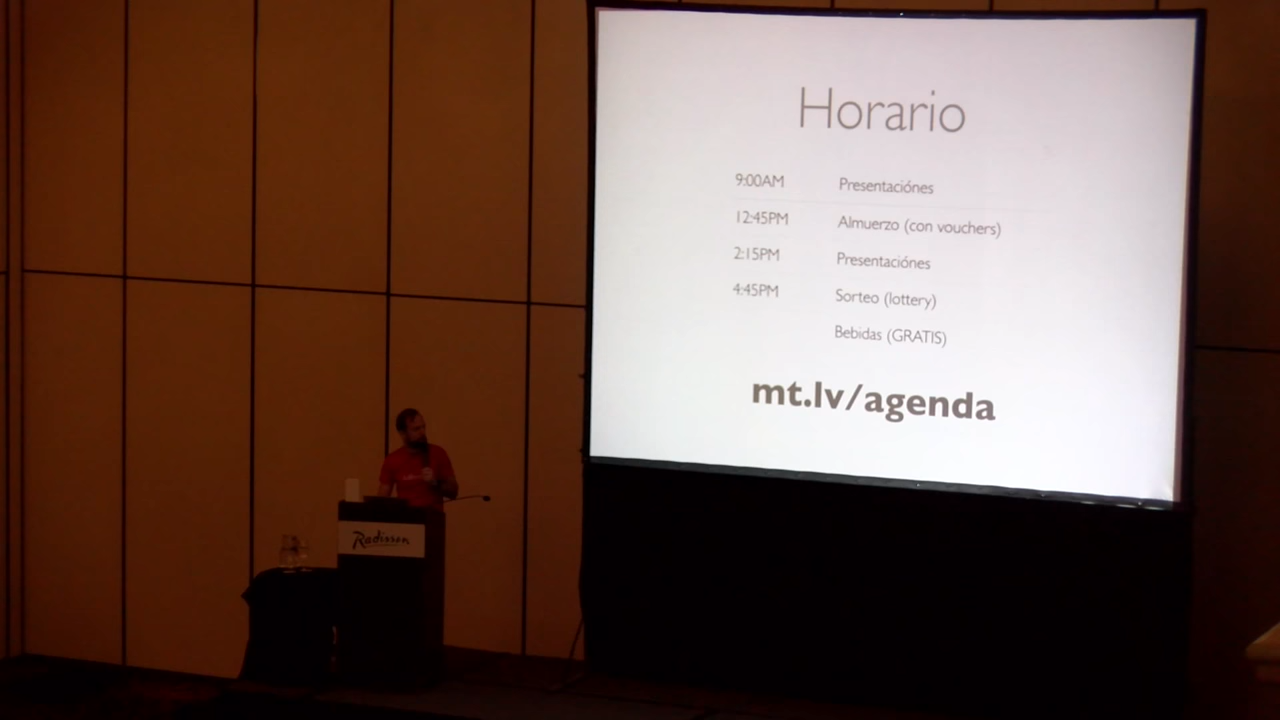 Horario
9:00AM Presentaciónes
12:45PM Almuerzo (con vouchers)
2:15PM Presentaciónes
4:45PM Sorteo (lottery)
Bebidas (GRATIS)
mt.lv/agenda
Radisson